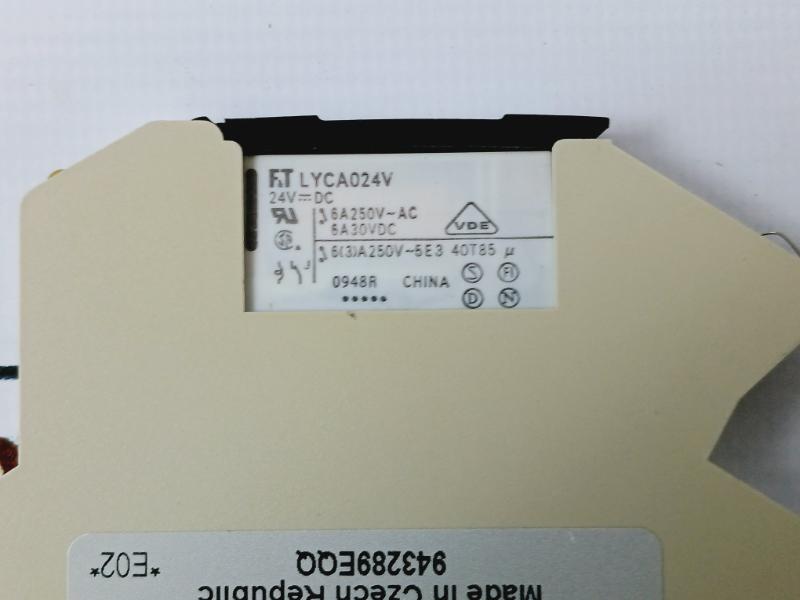 F&T LYCA024V
24V⎓DC
6A250V~AC
6A30VDC
VDE
6(3)A250V~5E3 40T85 µ
0948R CHINA
S FI
D N
Made in Czech Republic
943289EQQ *E02*